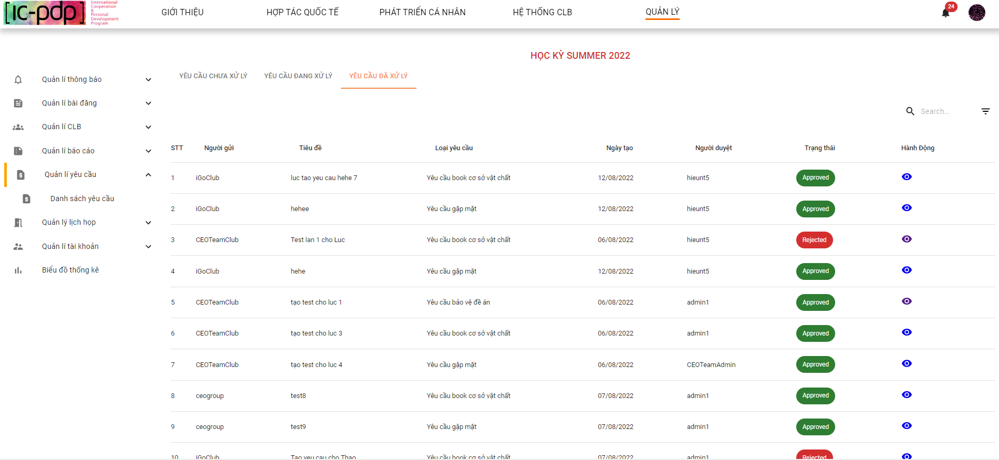 [ic-pdp]
International
Cooperation
&
Personal
Development
Program
GIỚI THIỆU
HỢP TÁC QUỐC TẾ
PHÁT TRIỂN CÁ NHÂN
HỆ THỐNG CLB
QUẢN LÝ
24
HỌC KỲ SUMMER 2022
Quản lí thông báo
Quản lí bài đăng
Quản lí CLB
Quản lí báo cáo
Quản lí yêu cầu
Danh sách yêu cầu
Quản lý lịch họp
Quản lí tài khoản
Biểu đồ thống kê
YÊU CẦU CHƯA XỬ LÝ YÊU CẦU ĐANG XỬ LÝ YÊU CẦU ĐÃ XỬ LÝ
Search...
STT Người gửi Tiêu đề Loại yêu cầu Ngày tạo Người duyệt Trạng thái Hành Động
1 iGoClub luc tao yeu cau hehe 7 Yêu cầu book cơ sở vật chất 12/08/2022 hieunt5 Approved
2 iGoClub hehee Yêu cầu gặp mặt 12/08/2022 hieunt5 Approved
3 CEOTeamClub Test lan 1 cho Luc Yêu cầu book cơ sở vật chất 06/08/2022 hieunt5 Rejected
4 iGoClub hehe Yêu cầu gặp mặt 12/08/2022 hieunt5 Approved
5 CEOTeamClub tạo test cho luc 1 Yêu cầu bảo vệ đề án 06/08/2022 admin1 Approved
6 CEOTeamClub tạo test cho luc 3 Yêu cầu book cơ sở vật chất 06/08/2022 admin1 Approved
7 CEOTeamClub tạo test cho luc 4 Yêu cầu gặp mặt 06/08/2022 CEOTeamAdmin Approved
8 ceogroup test8 Yêu cầu book cơ sở vật chất 07/08/2022 admin1 Approved
9 ceogroup test9 Yêu cầu gặp mặt 07/08/2022 admin1 Approved
10 iGoClub Tao yeu cau cho Thao Yêu cầu book cơ sở vật chất 07/08/2022 admin1 Rejected